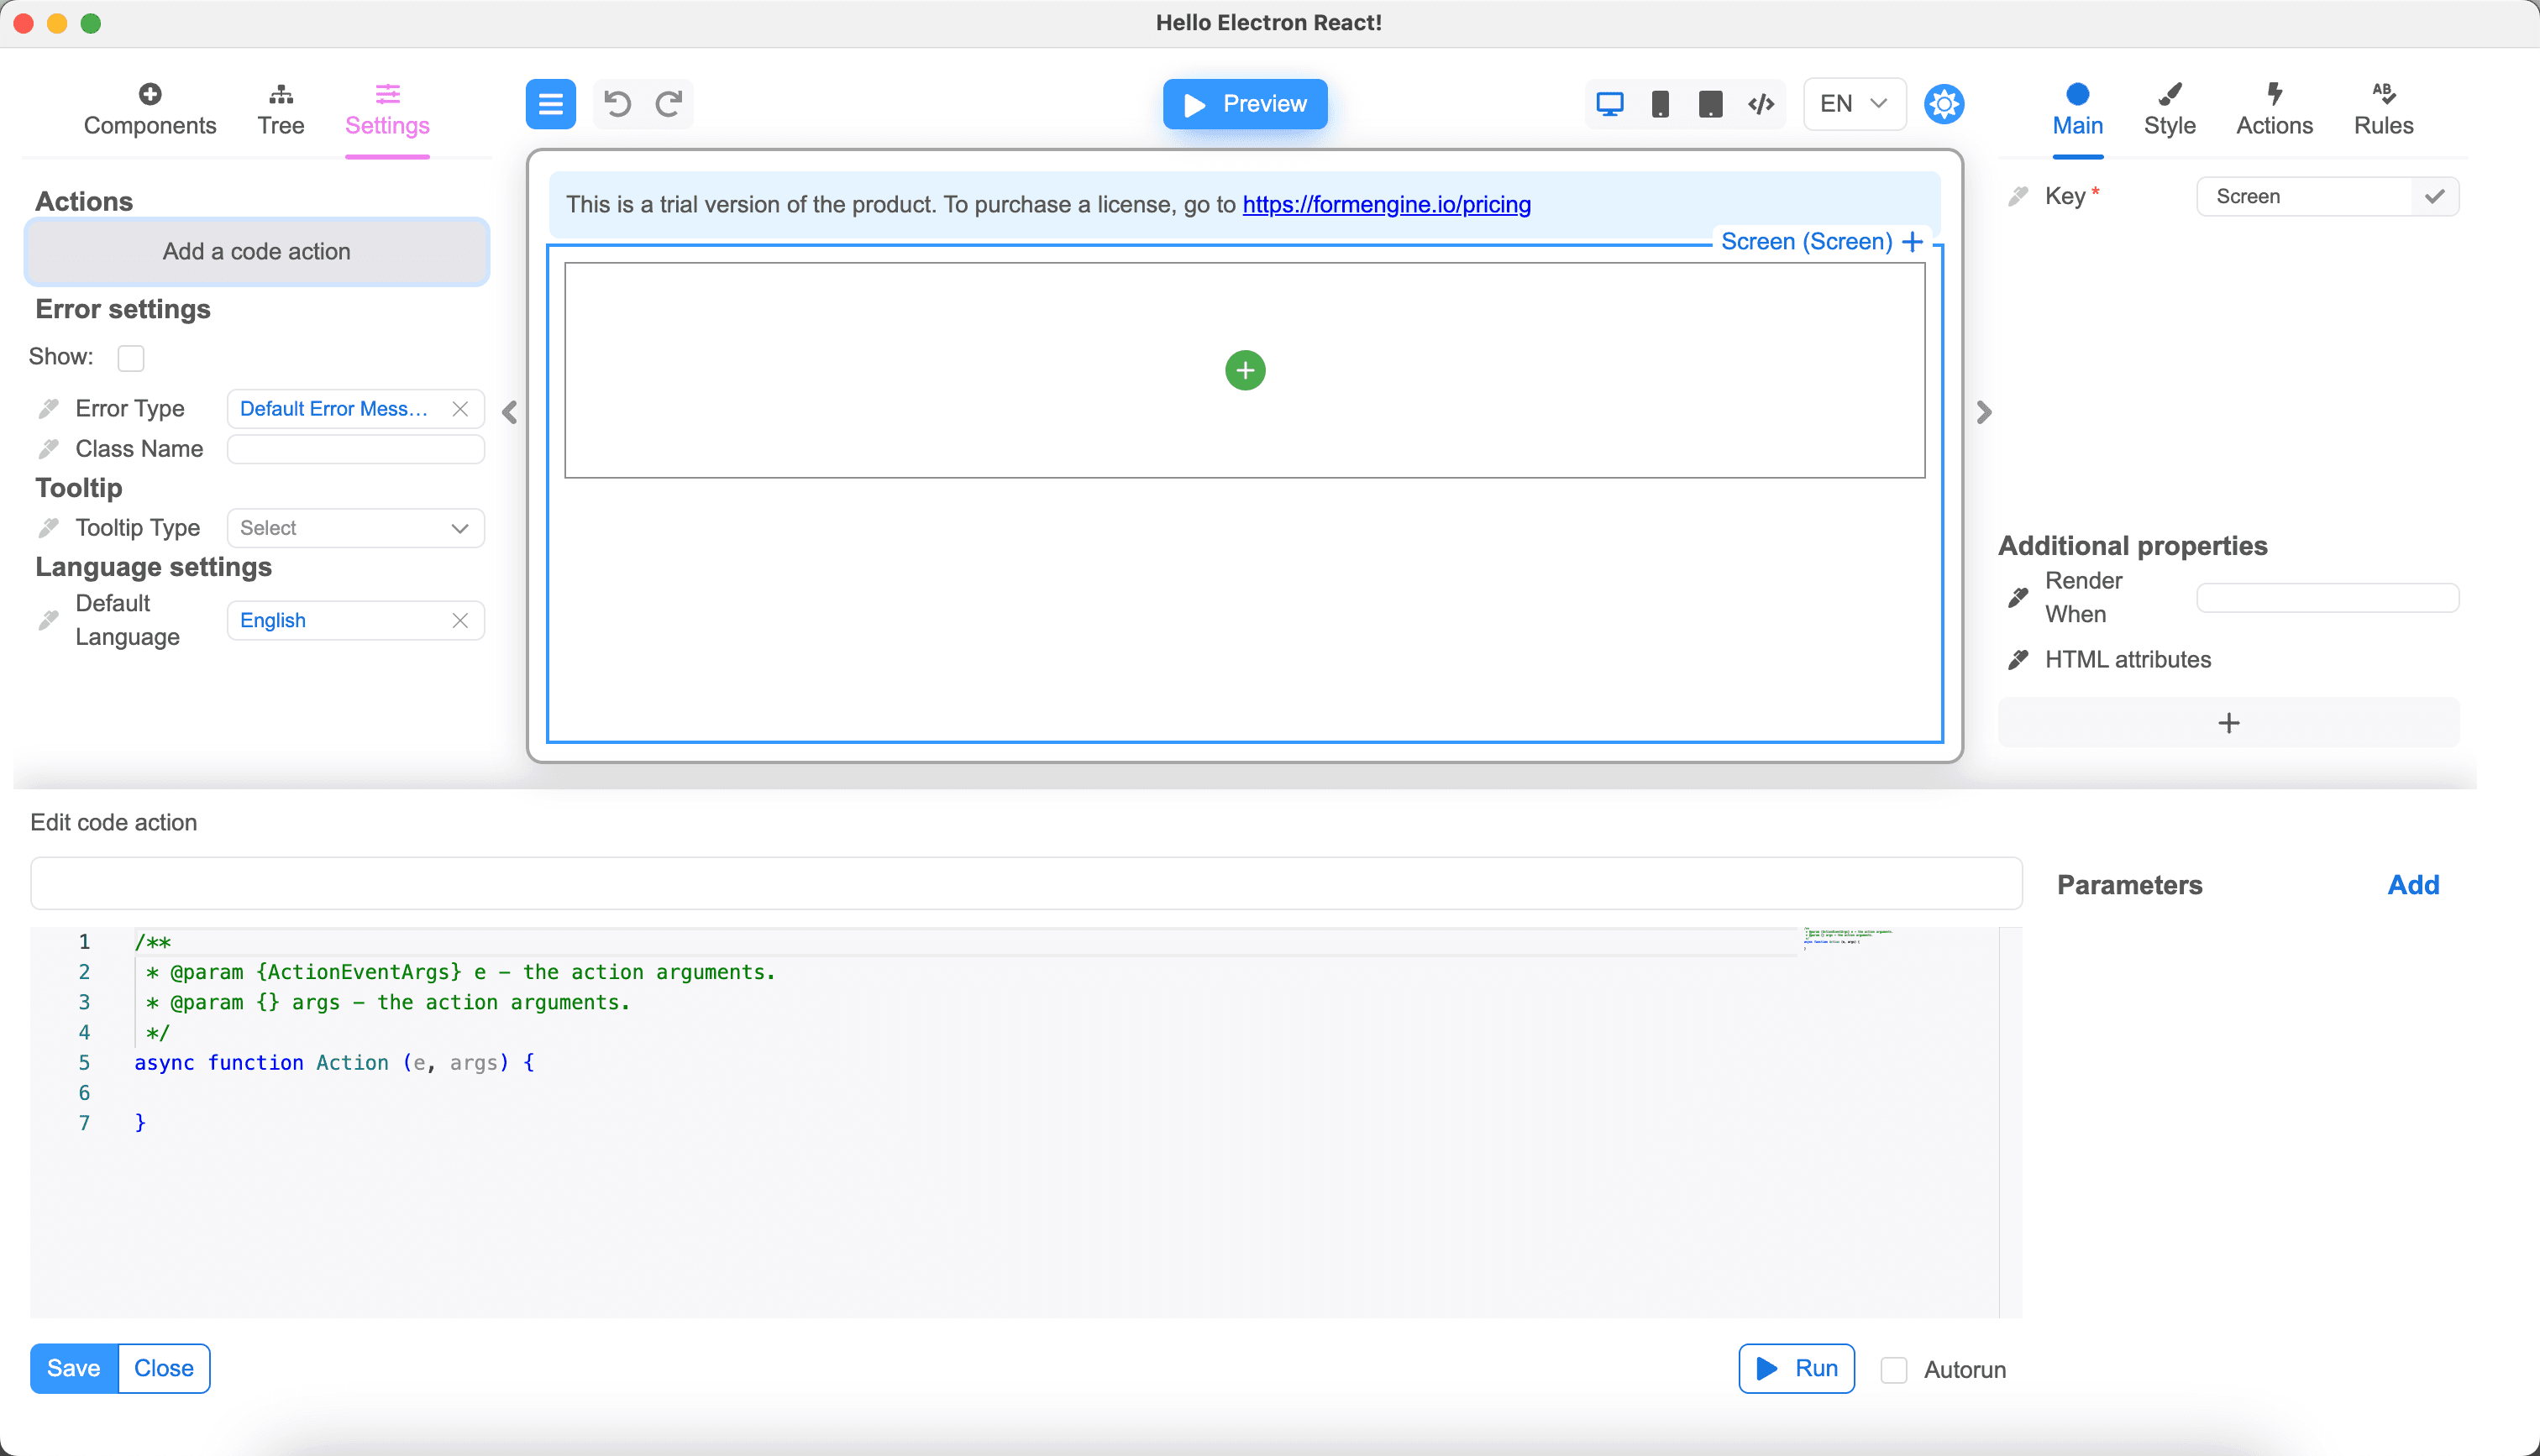 Hello Electron React!
Components
Tree
Settings
Preview
EN
AB
Main
Style
Actions
Rules
Actions
Add a code action
Error settings
Show:
Error Type
Default Error Mess...
Class Name
Tooltip
Tooltip Type
Select
Language settings
Default
Language
English
This is a trial version of the product. To purchase a license, go to https://formengine.io/pricing
Screen (Screen)
Key *
Screen
Additional properties
Render
When
HTML attributes
Edit code action
Parameters
Add
1 /**
2 * @param {ActionEventArgs} e - the action arguments.
3 * @param {} args - the action arguments.
4 */
5 async function Action (e, args) {
6
7 }
Save
Close
Run
Autorun